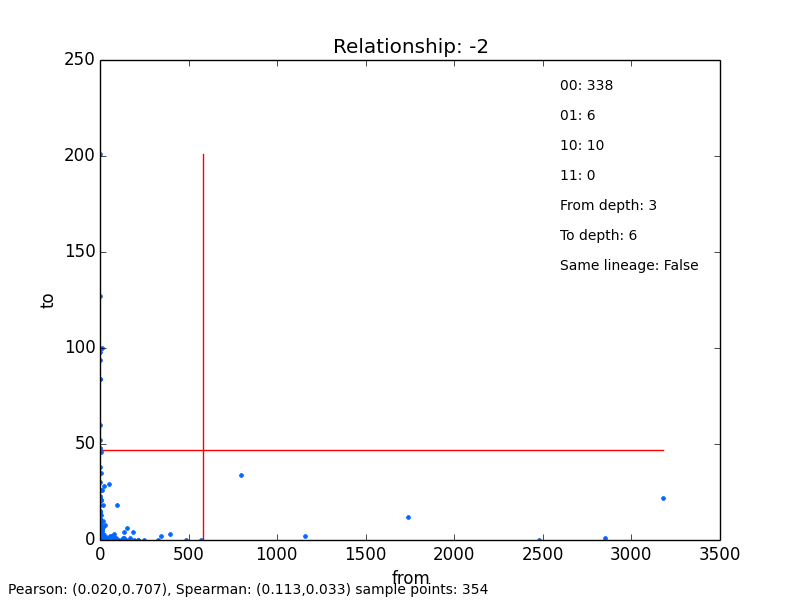 Relationship: -2
250
200
150
100
50
0
to
00: 338
01: 6
10: 10
11: 0
From depth: 3
To depth: 6
Same lineage: False
0 500 1000 1500 2000 2500 3000 3500
from
Pearson: (0.020,0.707), Spearman: (0.113,0.033) sample points: 354